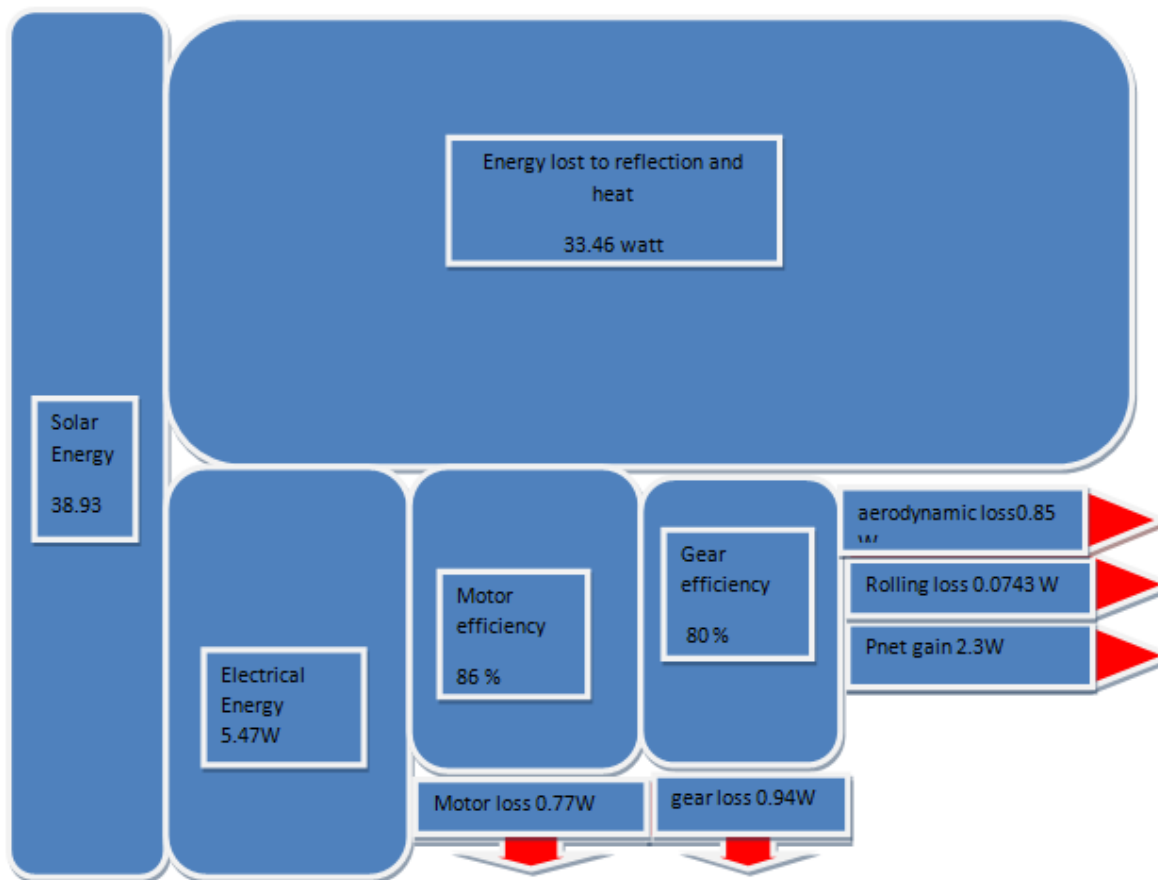 Energy lost to reflection and
heat
33.46 watt
Solar
Energy
38.93
aerodynamic loss0.85
Gear
efficiency
80 %
Rolling loss 0.0743 W
Motor
efficiency
86 %
Pnet gain 2.3W
Electrical
Energy
5.47W
Motor loss 0.77W
gear loss 0.94W